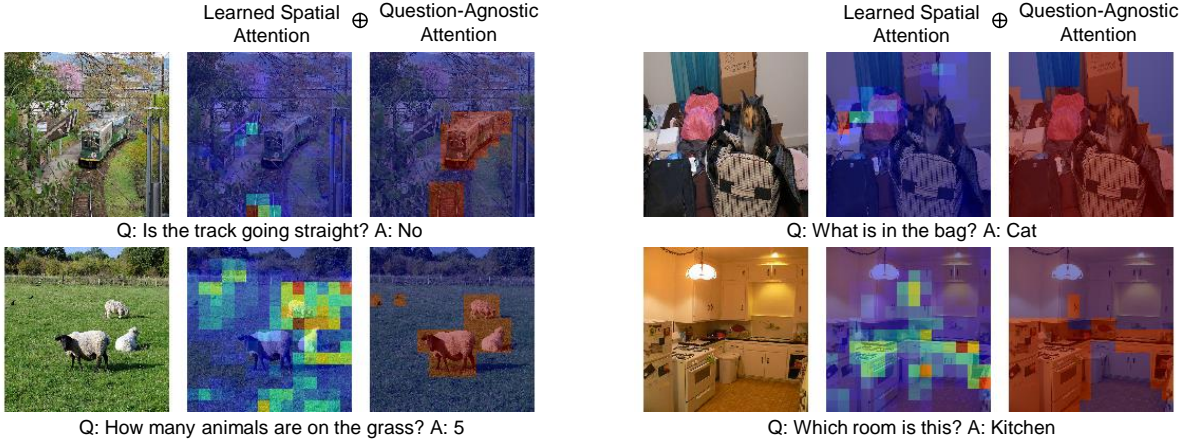 Learned Spatial Attention ⊕ Question-Agnostic Attention
Learned Spatial Attention ⊕ Question-Agnostic Attention
Q: Is the track going straight? A: No
Q: What is in the bag? A: Cat
Q: How many animals are on the grass? A: 5
Q: Which room is this? A: Kitchen